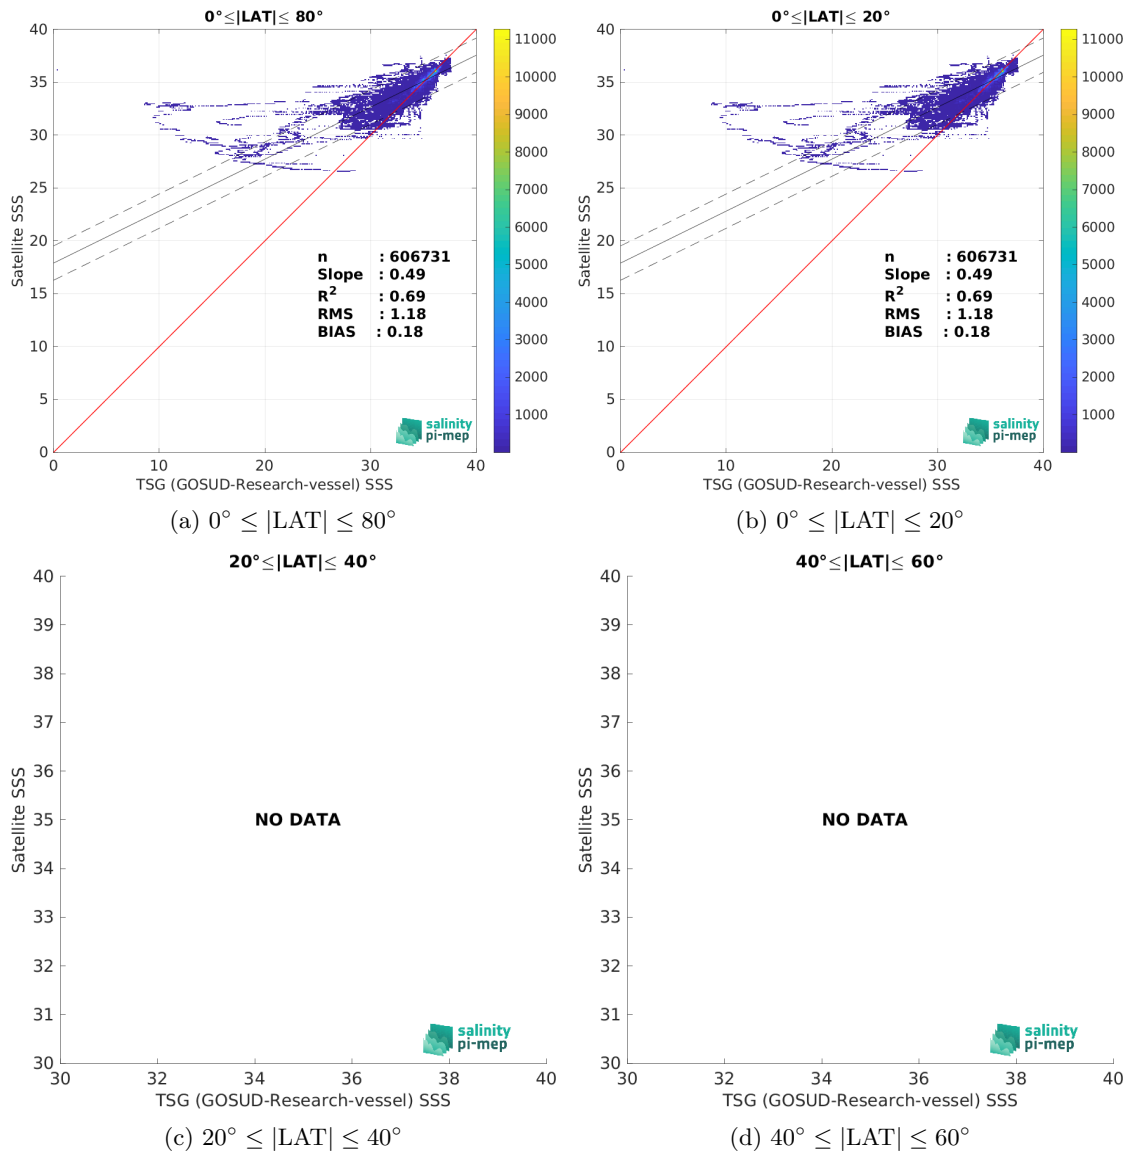 0°≤|LAT|≤ 80°
40
35
30
25
20
15
10
5
0
Satellite SSS
n : 606731
Slope : 0.49
R² : 0.69
RMS : 1.18
BIAS : 0.18
salinity
pi-mep
0 10 20 30 40
TSG (GOSUD-Research-vessel) SSS
11000
10000
9000
8000
7000
6000
5000
4000
3000
2000
1000
(a) 0° ≤ |LAT| ≤ 80°
0°≤|LAT|≤ 20°
40
35
30
25
20
15
10
5
0
Satellite SSS
n : 606731
Slope : 0.49
R² : 0.69
RMS : 1.18
BIAS : 0.18
salinity
pi-mep
0 10 20 30 40
TSG (GOSUD-Research-vessel) SSS
11000
10000
9000
8000
7000
6000
5000
4000
3000
2000
1000
(b) 0° ≤ |LAT| ≤ 20°
20°≤|LAT|≤ 40°
40
39
38
37
36
35
34
33
32
31
30
Satellite SSS
NO DATA
salinity
pi-mep
30 32 34 36 38 40
TSG (GOSUD-Research-vessel) SSS
(c) 20° ≤ |LAT| ≤ 40°
40°≤|LAT|≤ 60°
40
39
38
37
36
35
34
33
32
31
30
Satellite SSS
NO DATA
salinity
pi-mep
30 32 34 36 38 40
TSG (GOSUD-Research-vessel) SSS
(d) 40° ≤ |LAT| ≤ 60°